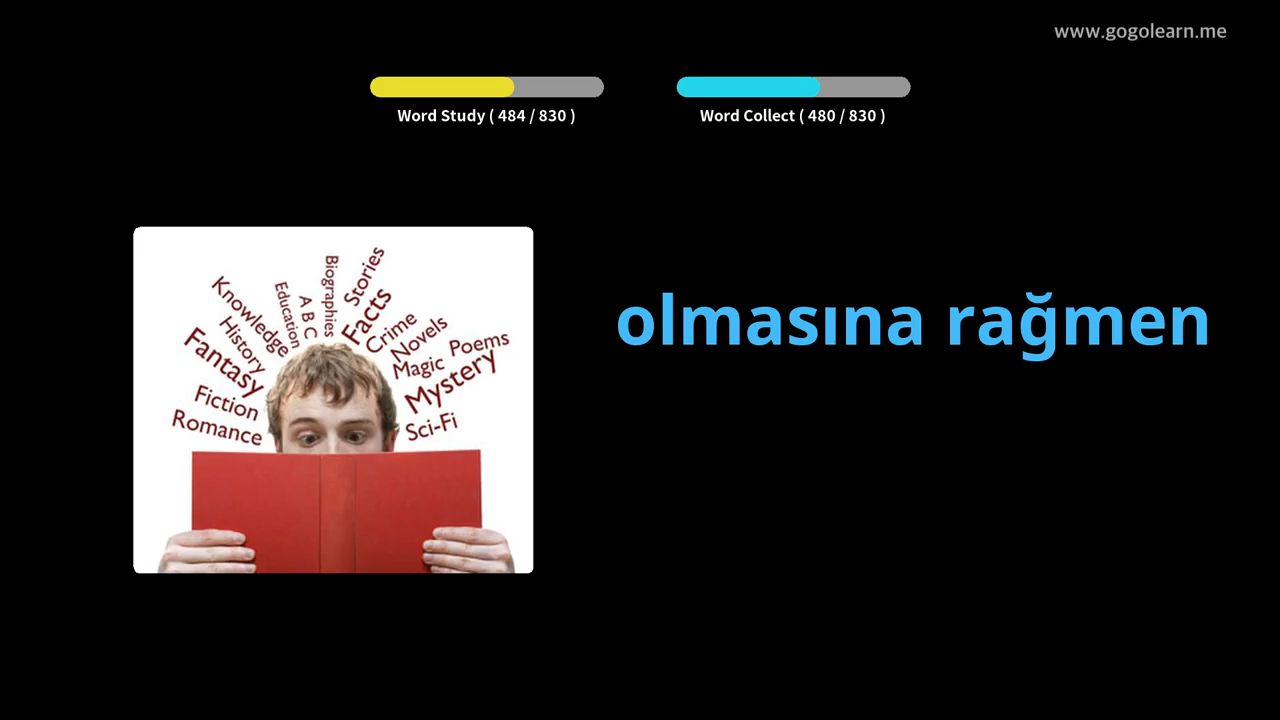 www.gogolearn.me
Word Study ( 484 / 830 )
Word Collect ( 480 / 830 )
olmasına rağmen
Biographies
Stories
Education
A B C
Facts
Knowledge
Crime
History
Novels
Fantasy
Magic
Poems
Mystery
Fiction
Romance
Sci-Fi